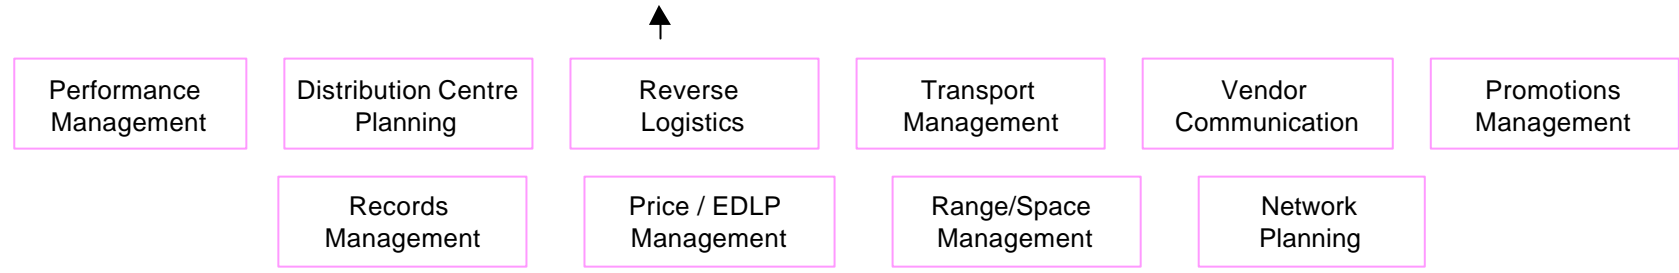 Performance
Management
Distribution Centre
Planning
Reverse
Logistics
Transport
Management
Vendor
Communication
Promotions
Management
Records
Management
Price / EDLP
Management
Range/Space
Management
Network
Planning